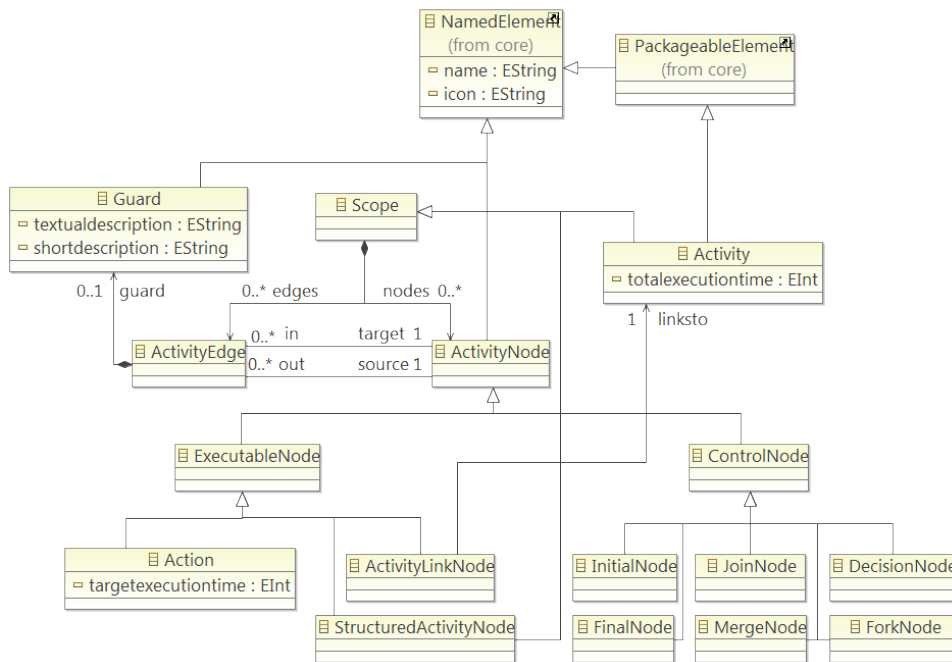 NamedElement
(from core)
name : EString
icon : EString
PackageableElement
(from core)
Guard
textualdescription : EString
shortdescription : EString
Scope
Activity
totalexecutiontime : EInt
0..1 guard
0..* edges
nodes 0..*
1 linksto
0..* in
target 1
ActivityEdge
0..* out
source 1
ActivityNode
ExecutableNode
ControlNode
Action
targetexecutiontime : EInt
ActivityLinkNode
InitialNode
JoinNode
DecisionNode
StructuredActivityNode
FinalNode
MergeNode
ForkNode